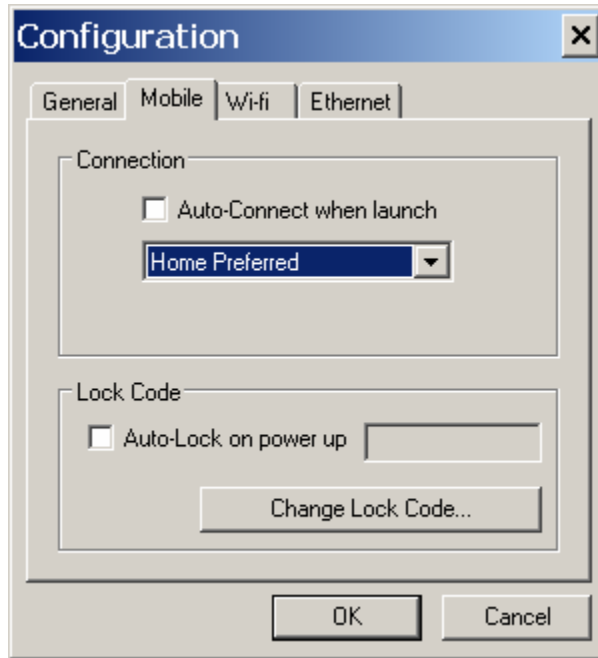 Configuration
General Mobile Wi-fi Ethernet
Connection
Auto-Connect when launch
Home Preferred
Lock Code
Auto-Lock on power up
Change Lock Code...
OK Cancel